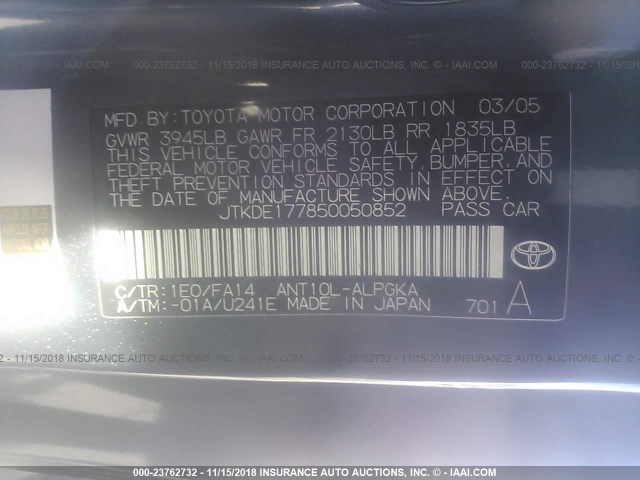 000-23762732 - 11/15/2018 INSURANCE AUTO AUCTIONS - © - IAAI.COM
MFD BY: TOYOTA MOTOR CORPORATION 03/05
GVWR 3945LB GAWR FR 2130LB RR 1835LB
THIS VEHICLE CONFORMS TO ALL APPLICABLE
FEDERAL MOTOR VEHICLE SAFETY, BUMPER, AND
THEFT PREVENTION STANDARDS IN EFFECT ON
THE DATE OF MANUFACTURE SHOWN ABOVE.
JTKDE177850050852 PASS CAR
C/TR: 1E0/FA14 ANT10L-ALPGKA
A/TM: -01A/U241E MADE IN JAPAN 701 A
000-23762732 - 11/15/2018 INSURANCE AUTO AUCTIONS - © - IAAI.COM
000-23762732 - 11/15/2018 INSURANCE AUTO AUCTIONS - © - IAAI.COM